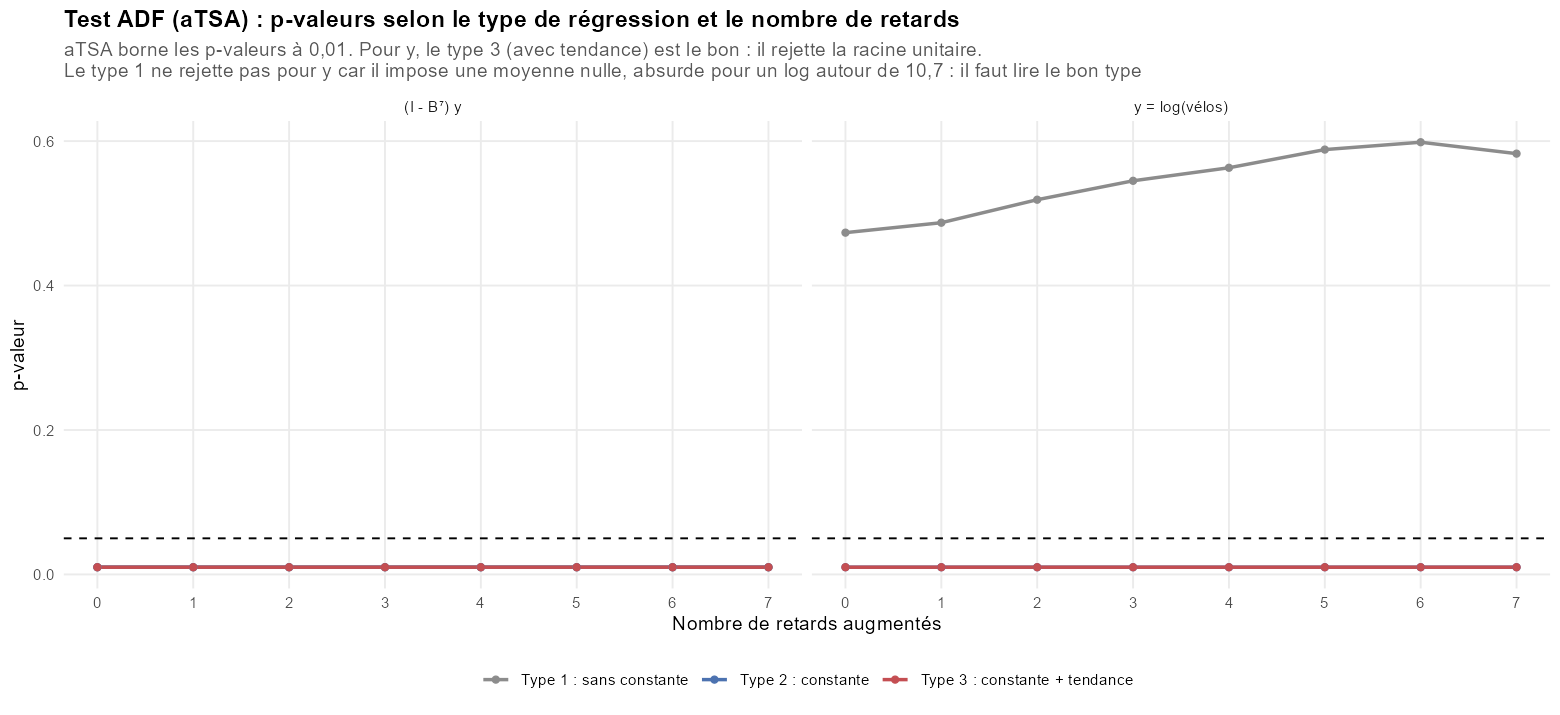 Test ADF (aTSA) : p-valeurs selon le type de régression et le nombre de retards
aTSA borne les p-valeurs à 0,01. Pour y, le type 3 (avec tendance) est le bon : il rejette la racine unitaire.
Le type 1 ne rejette pas pour y car il impose une moyenne nulle, absurde pour un log autour de 10,7 : il faut lire le bon type
(I - B⁷) y
y = log(vélos)
p-valeur
0.6
0.4
0.2
0.0
0 1 2 3 4 5 6 7
0 1 2 3 4 5 6 7
Nombre de retards augmentés
Type 1 : sans constante
Type 2 : constante
Type 3 : constante + tendance